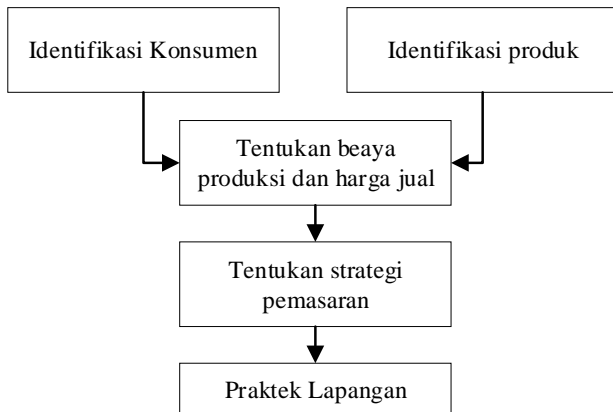 Identifikasi Konsumen
Identifikasi produk
Tentukan beaya
produksi dan harga jual
Tentukan strategi
pemasaran
Praktek Lapangan